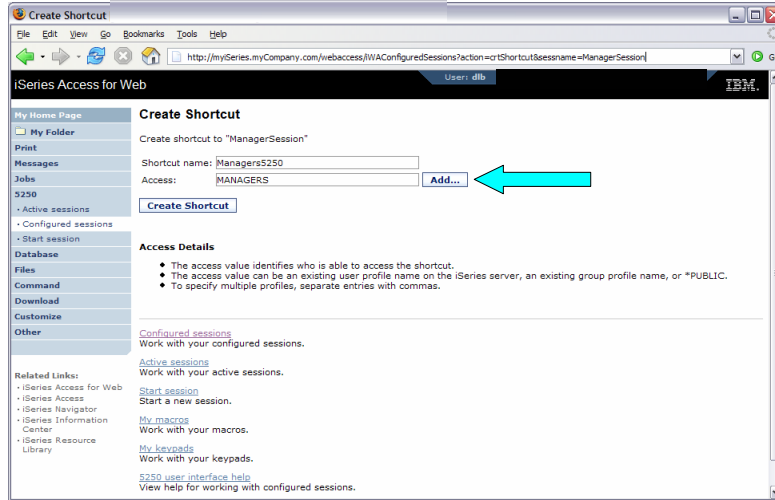 Create Shortcut
File Edit View Go Bookmarks Tools Help
http://myiSeries.myCompany.com/webaccess/iWAConfiguredSessions?action=crtShortcut&sessname=ManagerSession
G
iSeries Access for Web
User: dlb
IBM.
My Home Page
My Folder
Print
Messages
Jobs
5250
• Active sessions
• Configured sessions
• Start session
Database
Files
Command
Download
Customize
Other
Related Links:
• iSeries Access for Web
• iSeries Access
• iSeries Navigator
• iSeries Information
Center
• iSeries Resource
Library
Create Shortcut
Create shortcut to "ManagerSession"
Shortcut name: Managers5250
Access: MANAGERS Add...
Create Shortcut
Access Details
◆ The access value identifies who is able to access the shortcut.
◆ The access value can be an existing user profile name on the iSeries server, an existing group profile name, or *PUBLIC.
◆ To specify multiple profiles, separate entries with commas.
Configured sessions
Work with your configured sessions.
Active sessions
Work with your active sessions.
Start session
Start a new session.
My macros
Work with your macros.
My keypads
Work with your keypads.
5250 user interface help
View help for working with configured sessions.